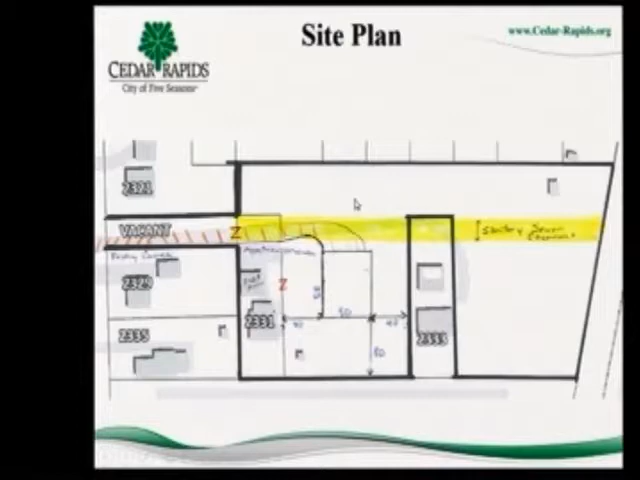 Site Plan
www.Cedar-Rapids.org
CEDAR RAPIDS
City of Five Seasons
2321
VACANT
Z
Sanitary Sewer
Easement
2329
Z
2331
2333
2335
80